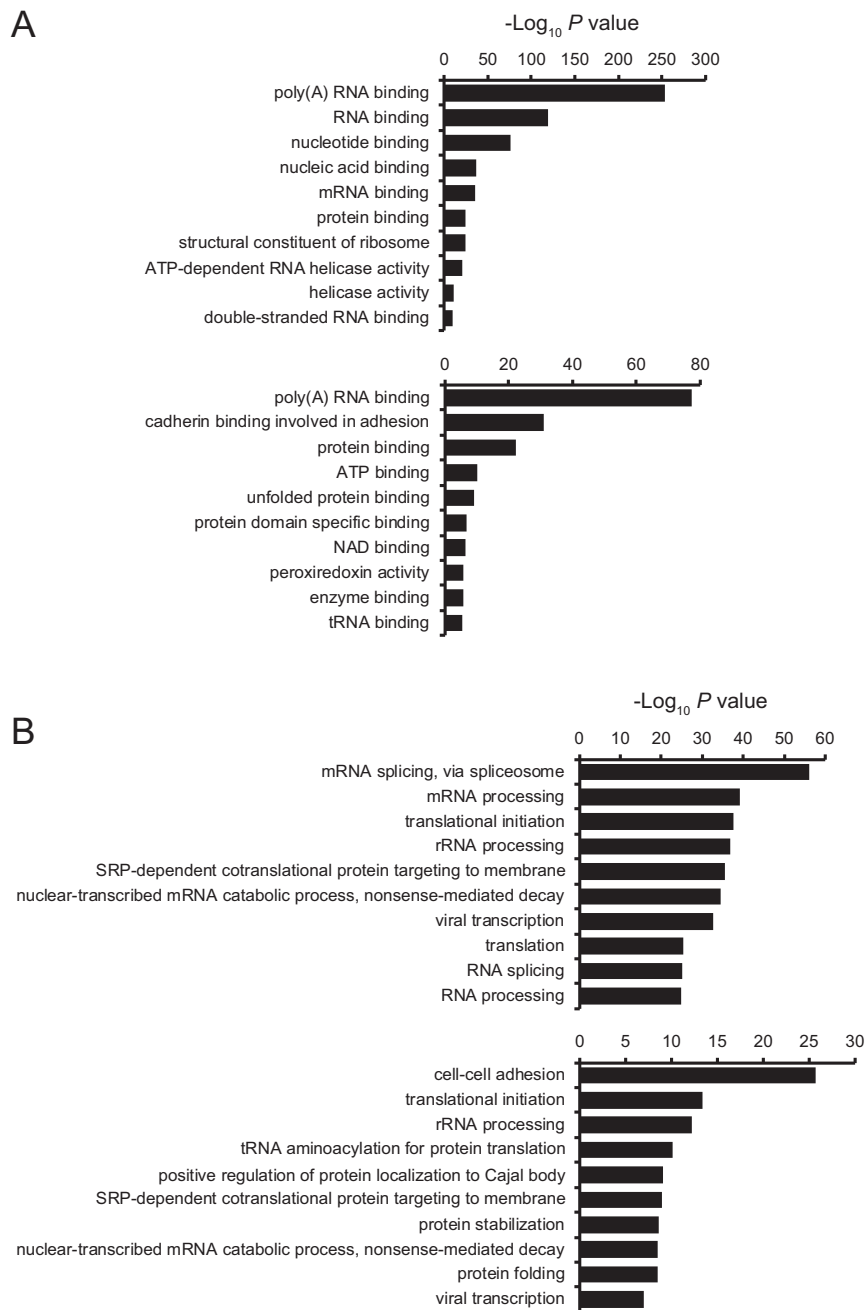 A
-Log10 P value
0 50 100 150 200 250 300
poly(A) RNA binding
RNA binding
nucleotide binding
nucleic acid binding
mRNA binding
protein binding
structural constituent of ribosome
ATP-dependent RNA helicase activity
helicase activity
double-stranded RNA binding
0 20 40 60 80
poly(A) RNA binding
cadherin binding involved in adhesion
protein binding
ATP binding
unfolded protein binding
protein domain specific binding
NAD binding
peroxiredoxin activity
enzyme binding
tRNA binding
B
-Log10 P value
0 10 20 30 40 50 60
mRNA splicing, via spliceosome
mRNA processing
translational initiation
rRNA processing
SRP-dependent cotranslational protein targeting to membrane
nuclear-transcribed mRNA catabolic process, nonsense-mediated decay
viral transcription
translation
RNA splicing
RNA processing
0 5 10 15 20 25 30
cell-cell adhesion
translational initiation
rRNA processing
tRNA aminoacylation for protein translation
positive regulation of protein localization to Cajal body
SRP-dependent cotranslational protein targeting to membrane
protein stabilization
nuclear-transcribed mRNA catabolic process, nonsense-mediated decay
protein folding
viral transcription